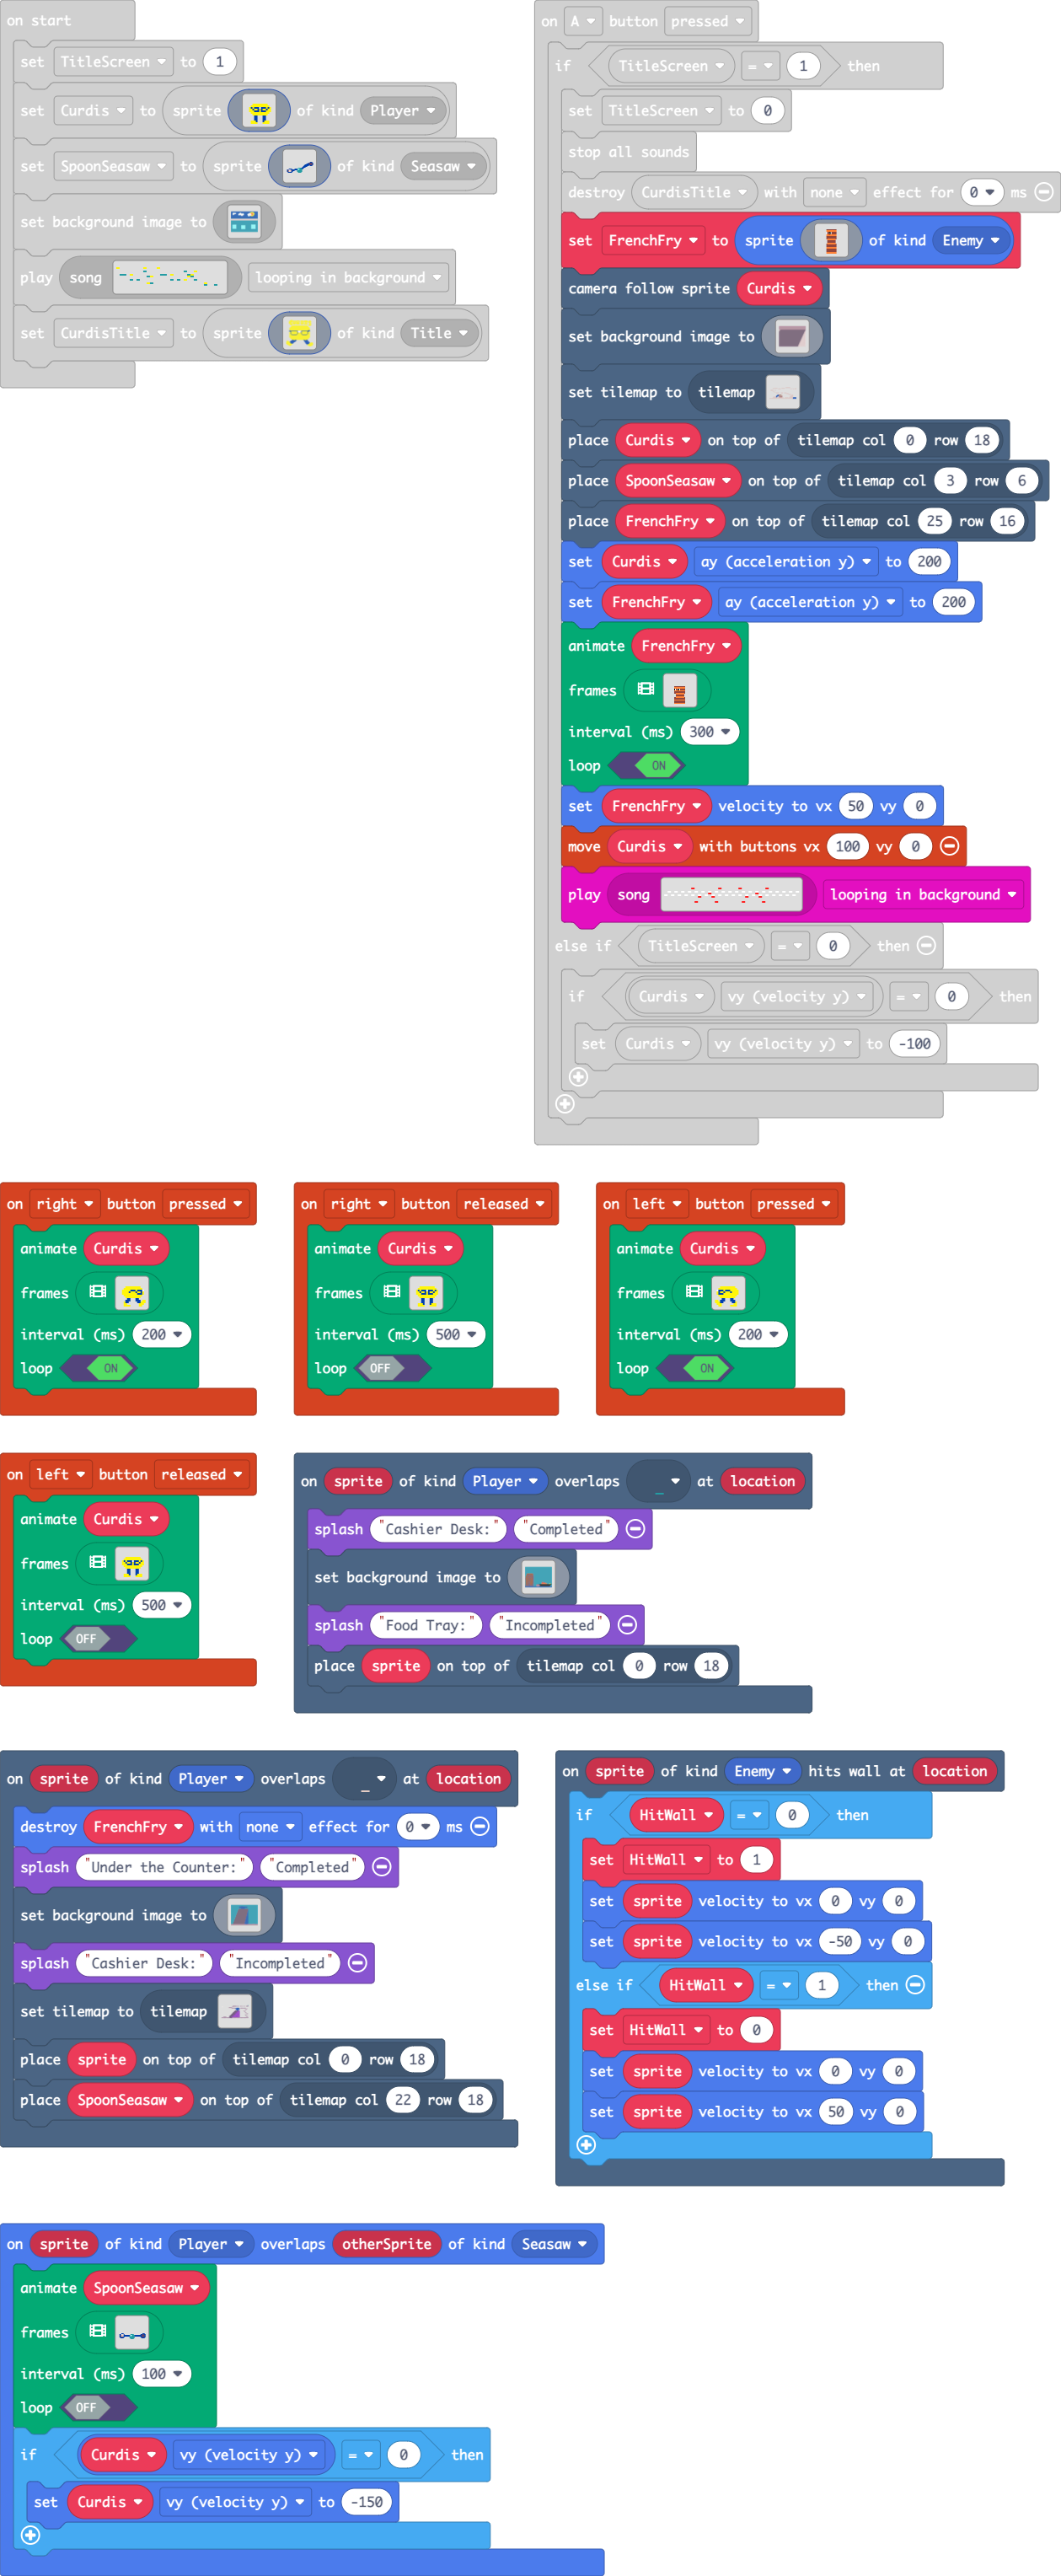 on start
set TitleScreen to 1
set Curdis to sprite of kind Player
set SpoonSeasaw to sprite of kind Seasaw
set background image to
play song looping in background
set CurdisTitle to sprite of kind Title
on A button pressed
if TitleScreen = 1 then
set TitleScreen to 0
stop all sounds
destroy CurdisTitle with none effect for 0 ms
set FrenchFry to sprite of kind Enemy
camera follow sprite Curdis
set background image to
set tilemap to tilemap
place Curdis on top of tilemap col 0 row 18
place SpoonSeasaw on top of tilemap col 3 row 6
place FrenchFry on top of tilemap col 25 row 16
set Curdis ay (acceleration y) to 200
set FrenchFry ay (acceleration y) to 200
animate FrenchFry
frames
interval (ms) 300
loop ON
set FrenchFry velocity to vx 50 vy 0
move Curdis with buttons vx 100 vy 0
play song looping in background
else if TitleScreen = 0 then
if Curdis vy (velocity y) = 0 then
set Curdis vy (velocity y) to -100
on right button pressed
animate Curdis
frames
interval (ms) 200
loop ON
on right button released
animate Curdis
frames
interval (ms) 500
loop OFF
on left button pressed
animate Curdis
frames
interval (ms) 200
loop ON
on left button released
animate Curdis
frames
interval (ms) 500
loop OFF
on sprite of kind Player overlaps at location
splash "Cashier Desk:" "Completed"
set background image to
splash "Food Tray:" "Incompleted"
place sprite on top of tilemap col 0 row 18
on sprite of kind Player overlaps at location
destroy FrenchFry with none effect for 0 ms
splash "Under the Counter:" "Completed"
set background image to
splash "Cashier Desk:" "Incompleted"
set tilemap to tilemap
place sprite on top of tilemap col 0 row 18
place SpoonSeasaw on top of tilemap col 22 row 18
on sprite of kind Enemy hits wall at location
if HitWall = 0 then
set HitWall to 1
set sprite velocity to vx 0 vy 0
set sprite velocity to vx -50 vy 0
else if HitWall = 1 then
set HitWall to 0
set sprite velocity to vx 0 vy 0
set sprite velocity to vx 50 vy 0
on sprite of kind Player overlaps otherSprite of kind Seasaw
animate SpoonSeasaw
frames
interval (ms) 100
loop OFF
if Curdis vy (velocity y) = 0 then
set Curdis vy (velocity y) to -150